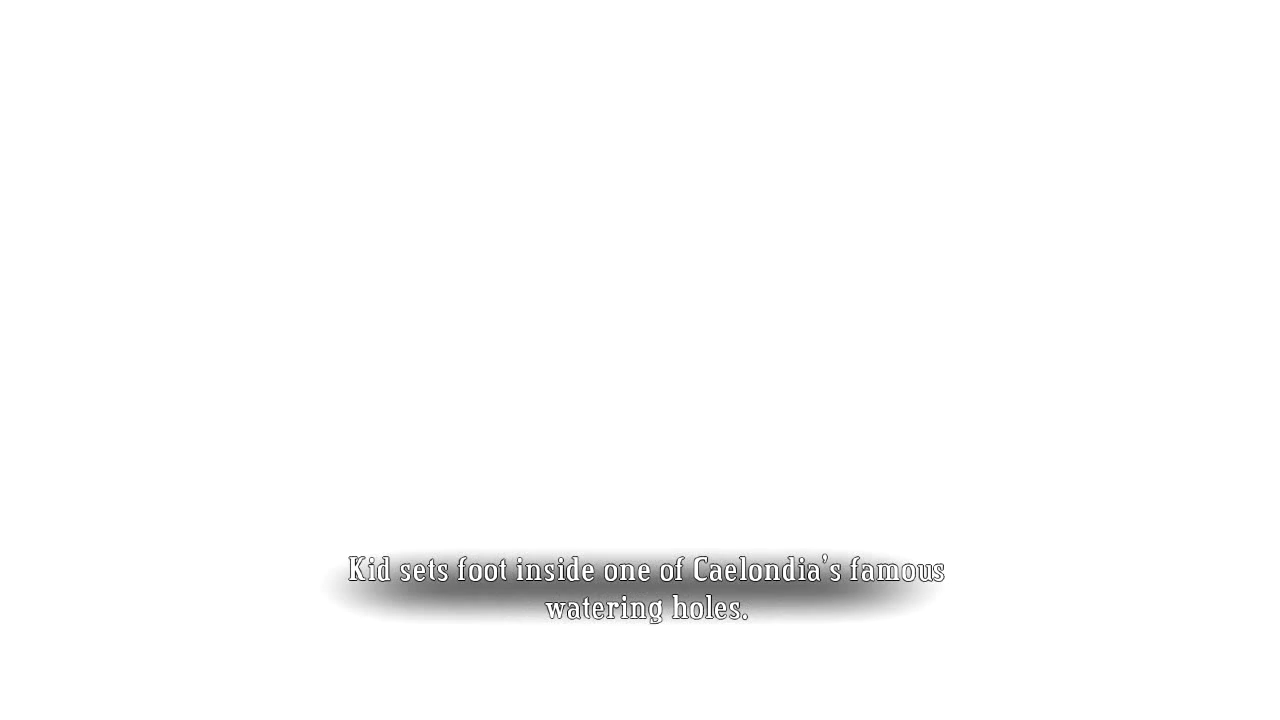 Kid sets foot inside one of Caelondia's famous
watering holes.